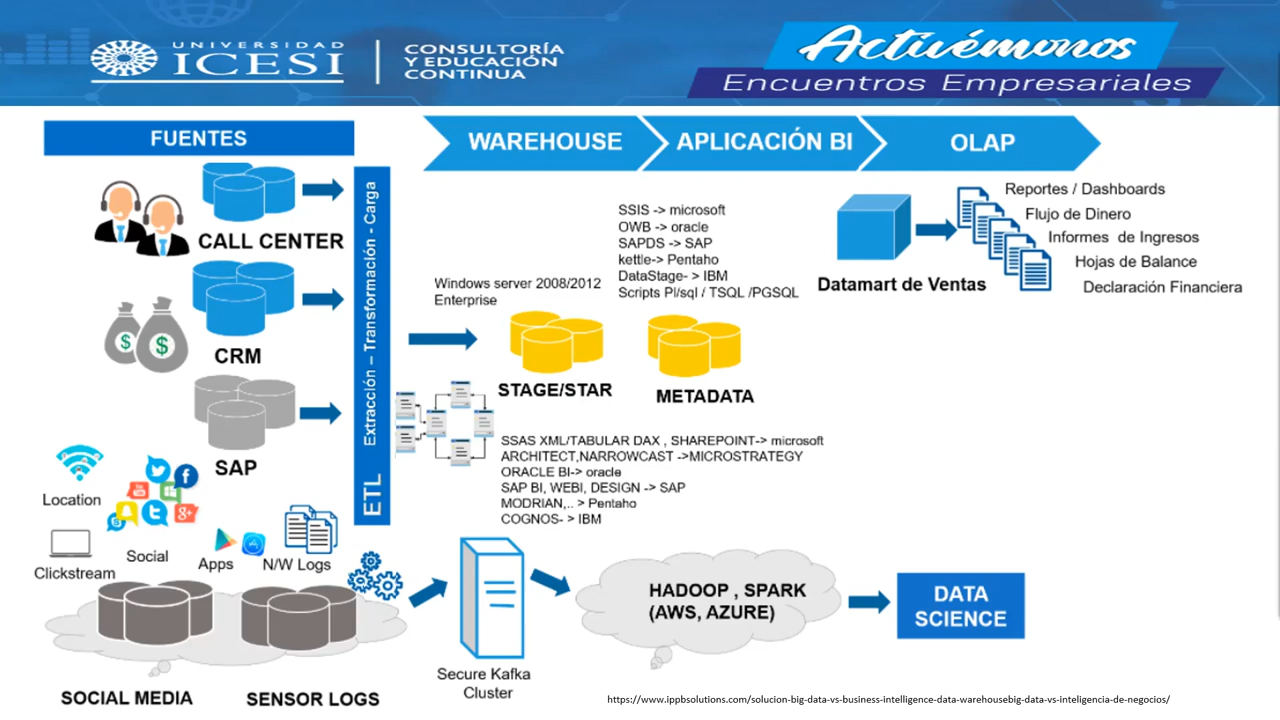 UNIVERSIDAD
ICESI
CONSULTORÍA
Y EDUCACIÓN
CONTINUA
Activémonos
Encuentros Empresariales
FUENTES
WAREHOUSE
APLICACIÓN BI
OLAP
CALL CENTER
CRM
SAP
ETL
Extracción – Transformación - Carga
SSIS -> microsoft
OWB -> oracle
SAPDS -> SAP
kettle-> Pentaho
DataStage- > IBM
Scripts Pl/sql / TSQL /PGSQL
Windows server 2008/2012
Enterprise
STAGE/STAR
METADATA
Datamart de Ventas
Reportes / Dashboards
Flujo de Dinero
Informes de Ingresos
Hojas de Balance
Declaración Financiera
SSAS XML/TABULAR DAX , SHAREPOINT-> microsoft
ARCHITECT,NARROWCAST ->MICROSTRATEGY
ORACLE BI-> oracle
SAP BI, WEBI, DESIGN -> SAP
MODRIAN,.. > Pentaho
COGNOS- > IBM
Location
Social
Clickstream
Apps
N/W Logs
SOCIAL MEDIA
SENSOR LOGS
Secure Kafka
Cluster
HADOOP , SPARK
(AWS, AZURE)
DATA
SCIENCE
https://www.ippbsolutions.com/solucion-big-data-vs-business-intelligence-data-warehousebig-data-vs-inteligencia-de-negocios/